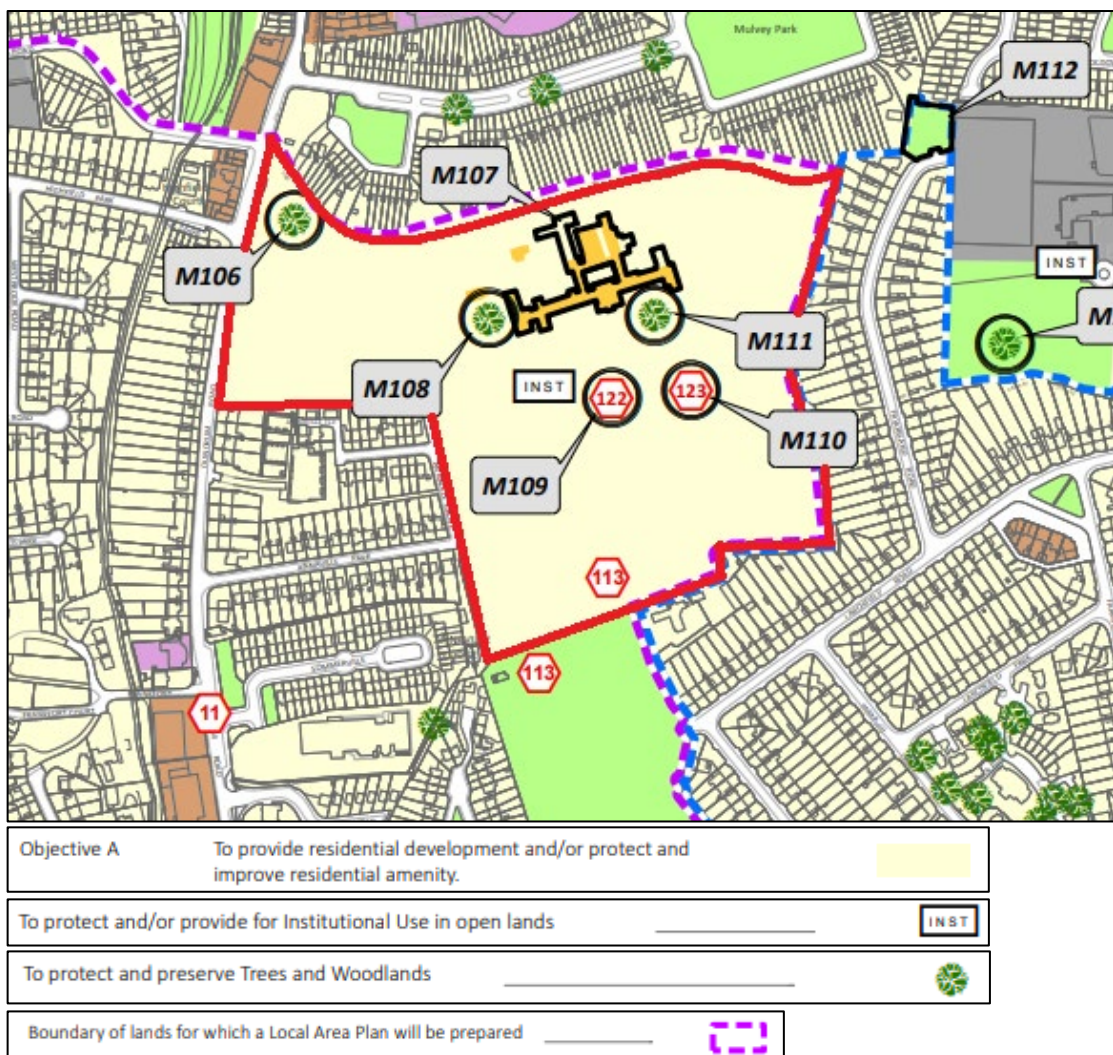 Mulvey Park
M112
M107
INST
M106
M111
M108
INST
122
123
M110
M109
113
113
11
Objective A To provide residential development and/or protect and
improve residential amenity.
To protect and/or provide for Institutional Use in open lands
INST
To protect and preserve Trees and Woodlands
Boundary of lands for which a Local Area Plan will be prepared